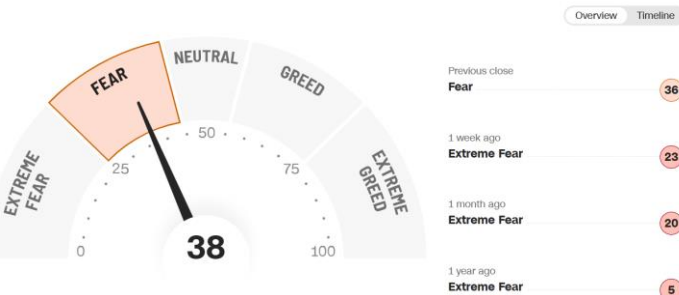 Overview Timeline
EXTREME
FEAR
FEAR
NEUTRAL
GREED
EXTREME
GREED
0
25
50
75
100
38
Previous close
Fear
36
1 week ago
Extreme Fear
23
1 month ago
Extreme Fear
20
1 year ago
Extreme Fear
5